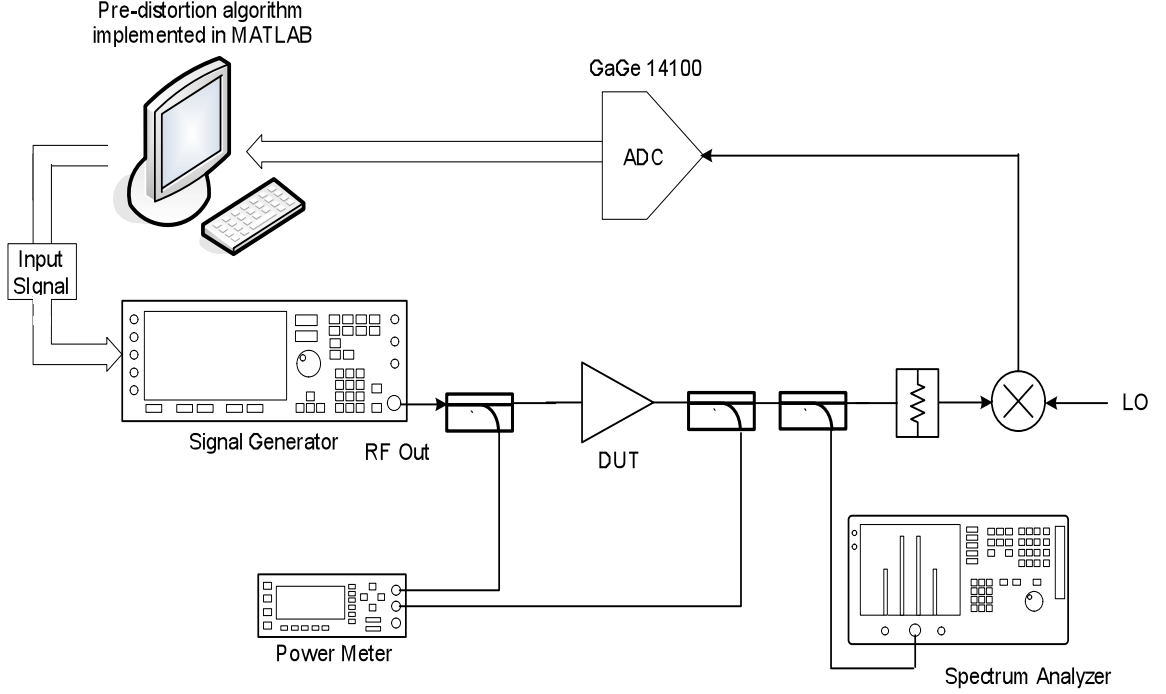 Pre-distortion algorithm
implemented in MATLAB
GaGe 14100
ADC
Input
SIgnal
Signal Generator
RF Out
DUT
LO
Power Meter
Spectrum Analyzer